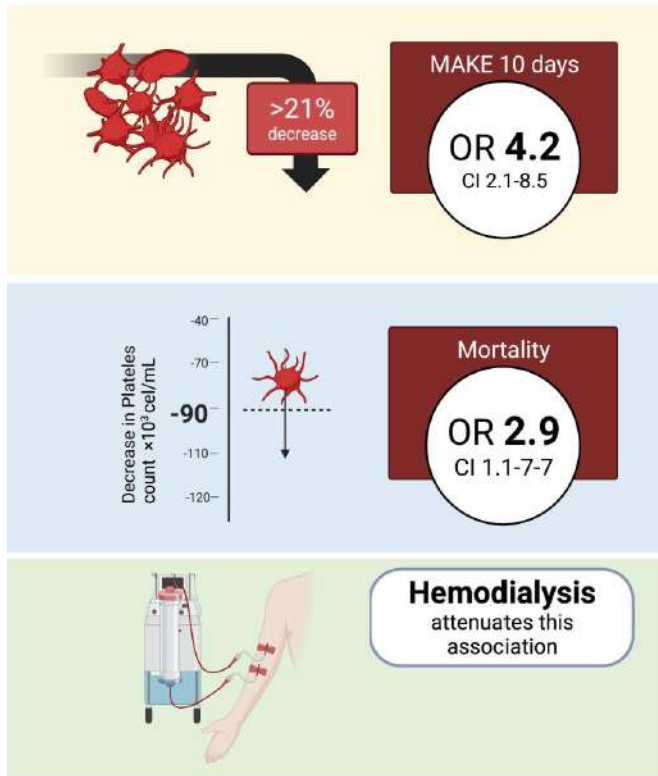 >21%
decrease
MAKE 10 days
OR 4.2
CI 2.1-8.5
Decrease in Plateles
count ×10³ cel/mL
-40
-70
-90
-110
-120
Mortality
OR 2.9
CI 1.1-7-7
Hemodialysis
attenuates this
association